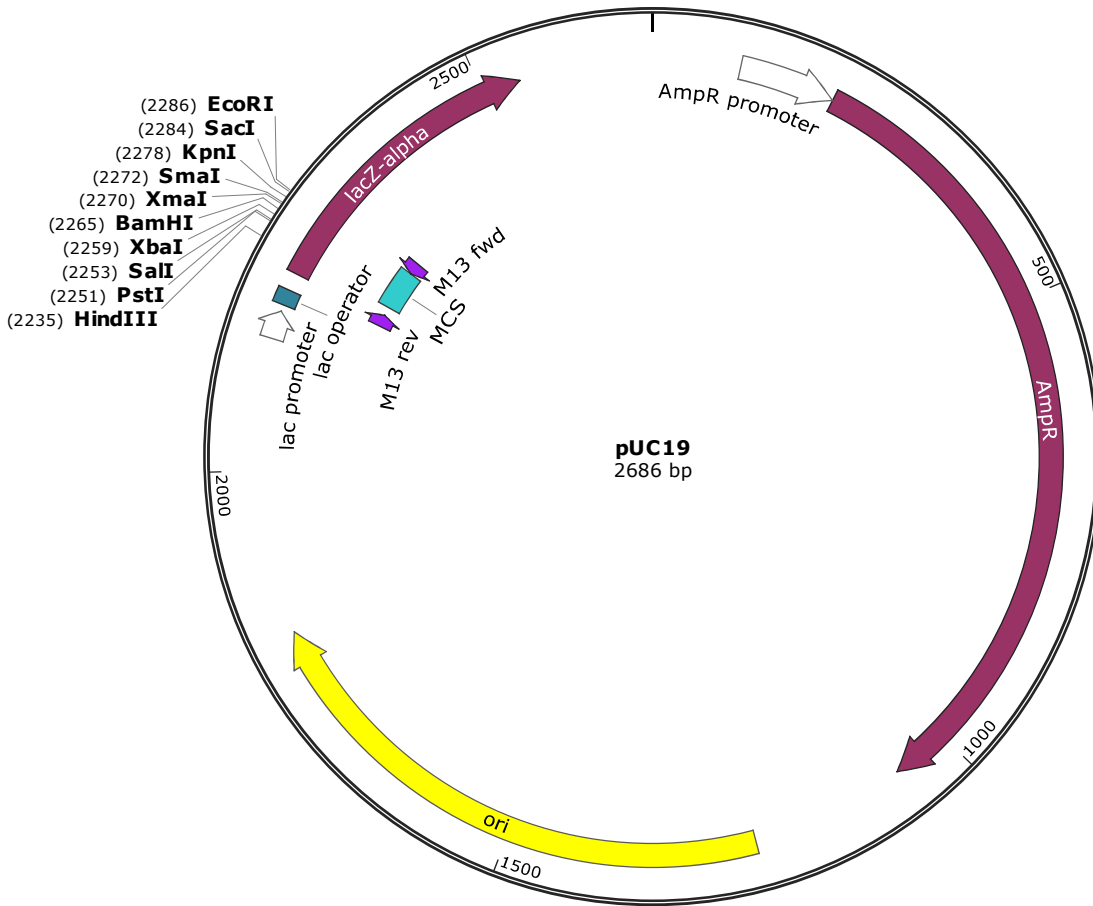 2500
(2286) EcoRI
(2284) SacI
(2278) KpnI
(2272) SmaI
(2270) XmaI
(2265) BamHI
(2259) XbaI
(2253) SalI
(2251) PstI
(2235) HindIII
lacZ-alpha
AmpR promoter
500
M13 fwd
MCS
M13 rev
lac operator
lac promoter
AmpR
pUC19
2686 bp
2000
1000
ori
1500